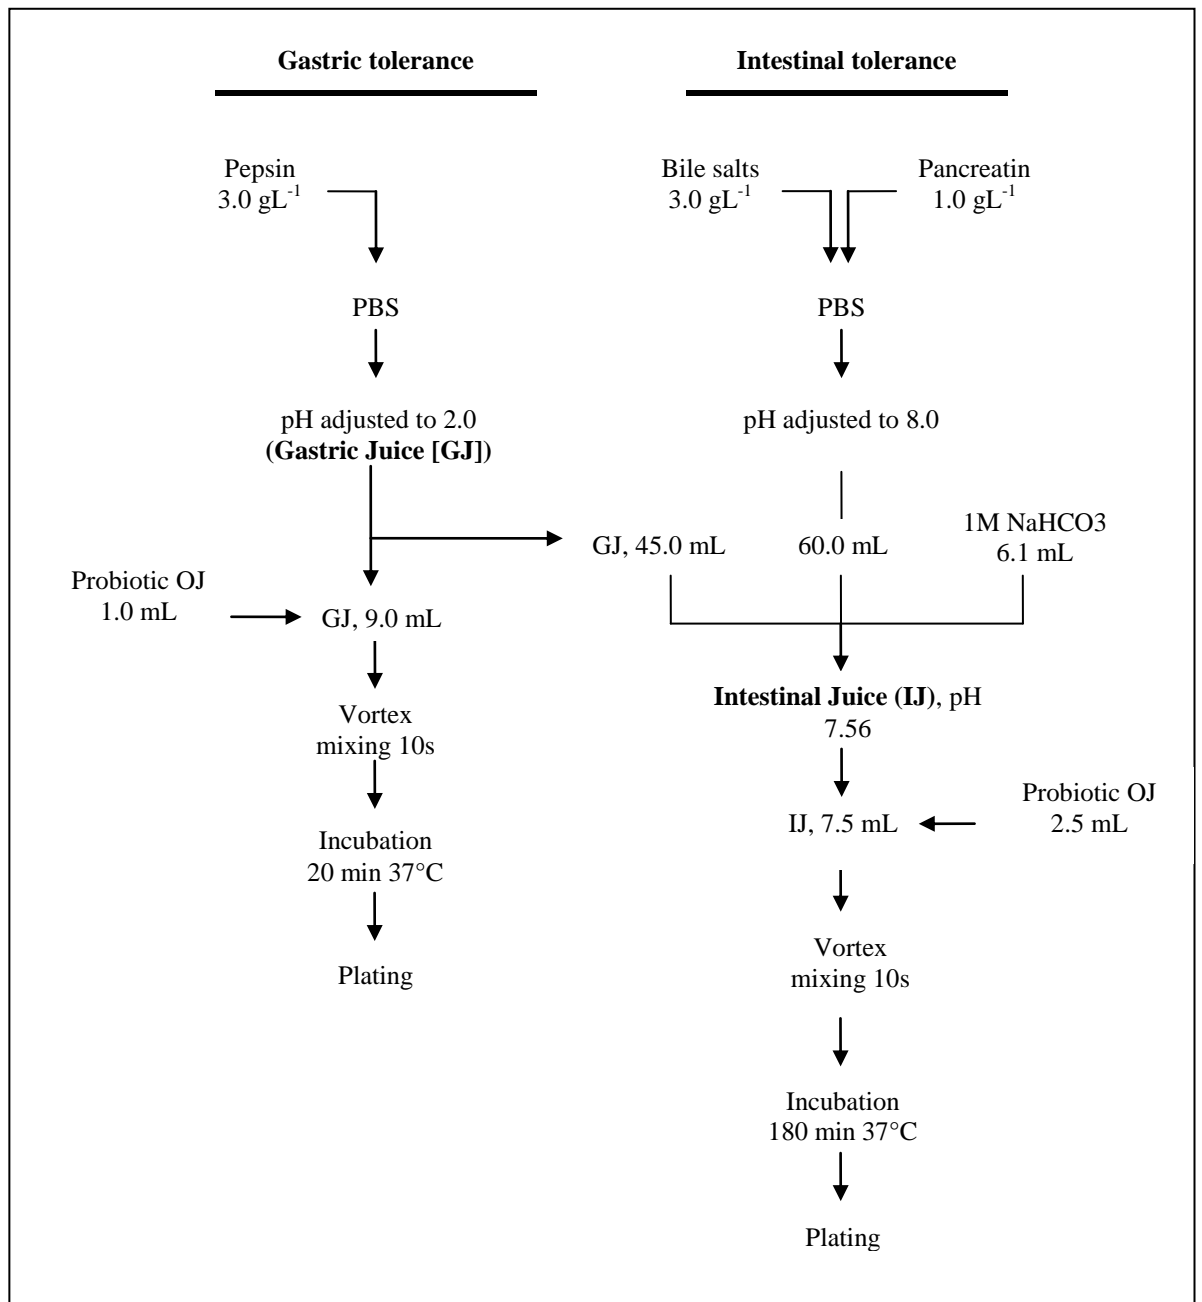 Gastric tolerance
Pepsin
3.0 gL⁻¹
PBS
pH adjusted to 2.0
(Gastric Juice [GJ])
Probiotic OJ
1.0 mL
GJ, 9.0 mL
Vortex
mixing 10s
Incubation
20 min 37°C
Plating
Intestinal tolerance
Bile salts
3.0 gL⁻¹
Pancreatin
1.0 gL⁻¹
PBS
pH adjusted to 8.0
GJ, 45.0 mL
60.0 mL
1M NaHCO3
6.1 mL
Intestinal Juice (IJ), pH
7.56
IJ, 7.5 mL
Probiotic OJ
2.5 mL
Vortex
mixing 10s
Incubation
180 min 37°C
Plating